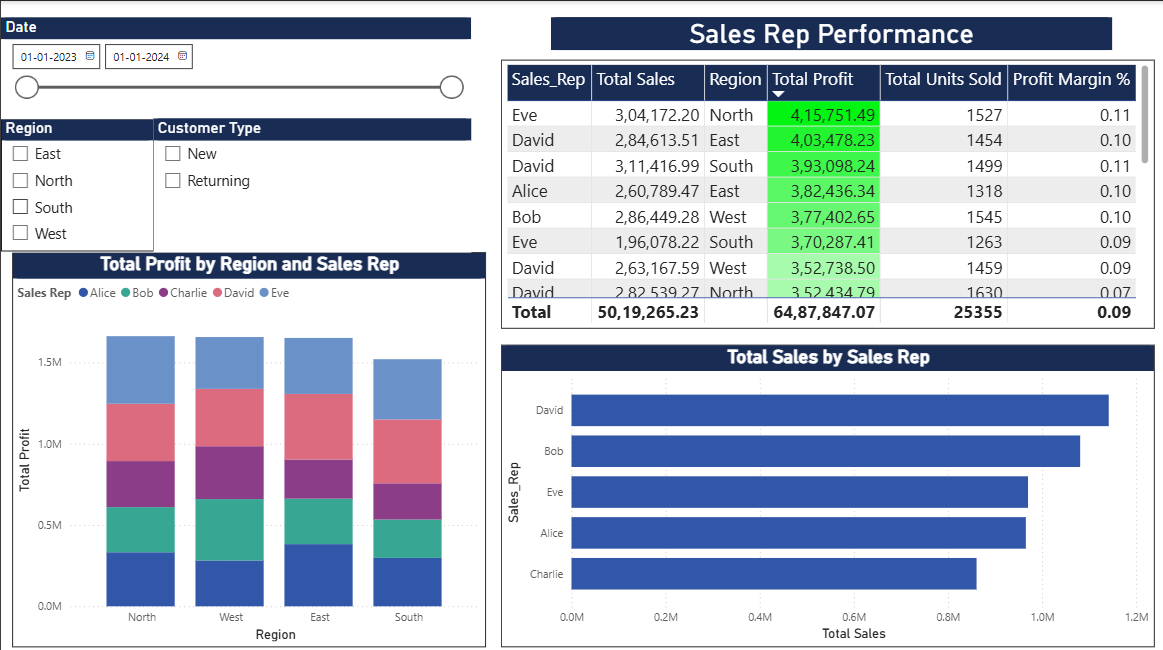 Date
01-01-2023 01-01-2024
Region Customer Type
East New
North Returning
South
West
Sales Rep Performance
Sales_Rep Total Sales Region Total Profit Total Units Sold Profit Margin %
Eve 3,04,172.20 North 4,15,751.49 1527 0.11
David 2,84,613.51 East 4,03,478.23 1454 0.10
David 3,11,416.99 South 3,93,098.24 1499 0.11
Alice 2,60,789.47 East 3,82,436.34 1318 0.10
Bob 2,86,449.28 West 3,77,402.65 1545 0.10
Eve 1,96,078.22 South 3,70,287.41 1263 0.09
David 2,63,167.59 West 3,52,738.50 1459 0.09
David 2,82,539.27 North 3,52,434.79 1630 0.07
Total 50,19,265.23 64,87,847.07 25355 0.09
Total Profit by Region and Sales Rep
Sales Rep Alice Bob Charlie David Eve
Total Profit
1.5M
1.0M
0.5M
0.0M
North West East South
Region
Total Sales by Sales Rep
Sales_Rep
David
Bob
Eve
Alice
Charlie
0.0M 0.2M 0.4M 0.6M 0.8M 1.0M 1.2M
Total Sales